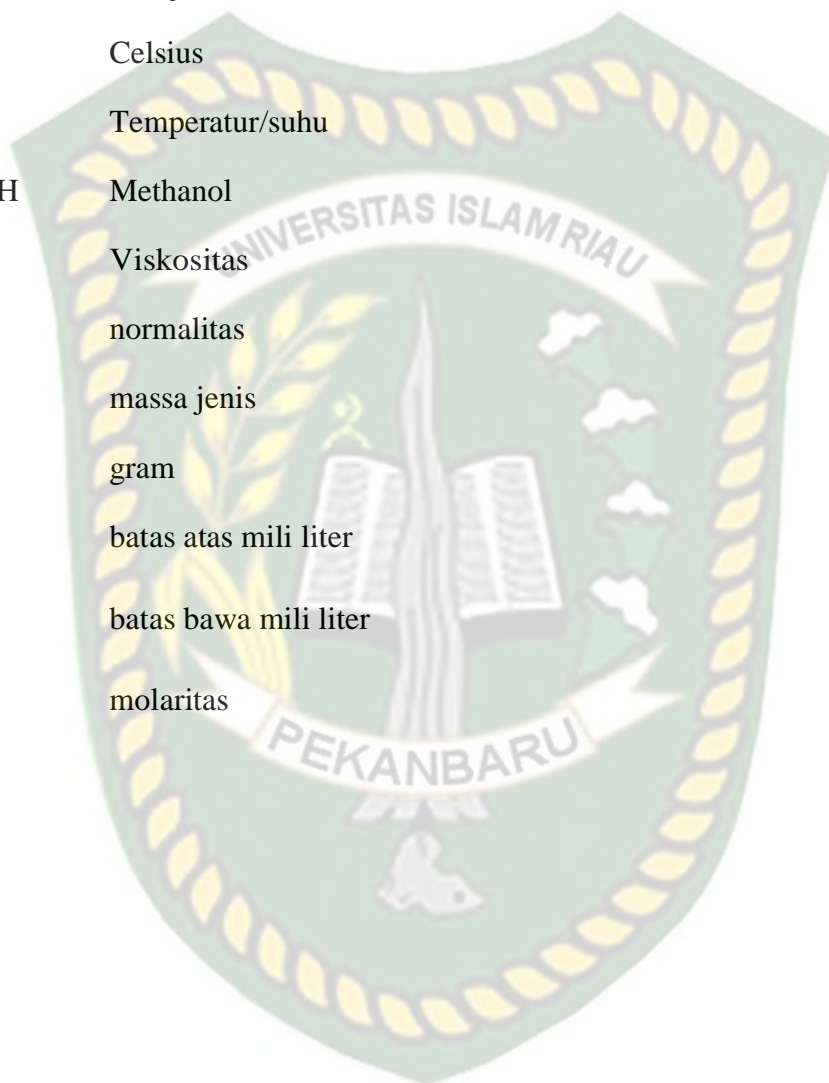 Celsius
Temperatur/suhu
H Methanol
UNIVERSITAS ISLAM RIAU
Viskositas
normalitas
massa jenis
gram
batas atas mili liter
batas bawa mili liter
molaritas
PEKANBARU